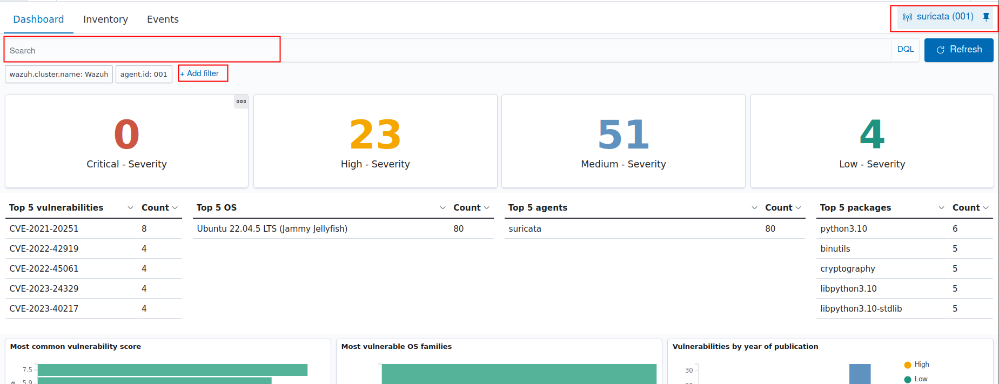 Dashboard Inventory Events suricata (001)
Search DQL Refresh
wazuh.cluster.name: Wazuh agent.id: 001 + Add filter
0 23 51 4
Critical - Severity High - Severity Medium - Severity Low - Severity
Top 5 vulnerabilities Count Top 5 OS Count Top 5 agents Count Top 5 packages Count
CVE-2021-20251 8 Ubuntu 22.04.5 LTS (Jammy Jellyfish) 80 suricata 80 python3.10 6
CVE-2022-42919 4 binutils 5
CVE-2022-45061 4 cryptography 5
CVE-2023-24329 4 libpython3.10 5
CVE-2023-40217 4 libpython3.10-stdlib 5
Most common vulnerability score Most vulnerable OS families Vulnerabilities by year of publication
7.5 30 High
5.9 Low